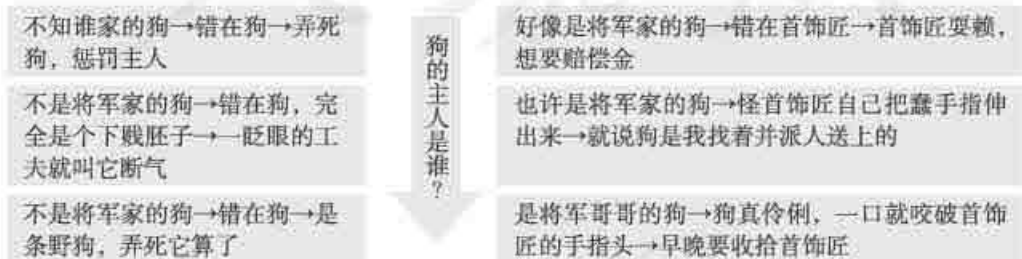 不知谁家的狗→错在狗→弄死
狗，惩罚主人
好像是将军家的狗→错在首饰匠→首饰匠耍赖，
想要赔偿金
狗的主人是谁？
不是将军家的狗→错在狗，完
全是个下贱胚子→一眨眼的工
夫就叫它断气
也许是将军家的狗→怪首饰匠自己把蠢手指伸
出来→就说狗是我找着并派人送上的
不是将军家的狗→错在狗→是
条野狗，弄死它算了
是将军哥哥的狗→狗真伶俐，一口就咬破首饰
匠的手指头→早晚要收拾首饰匠